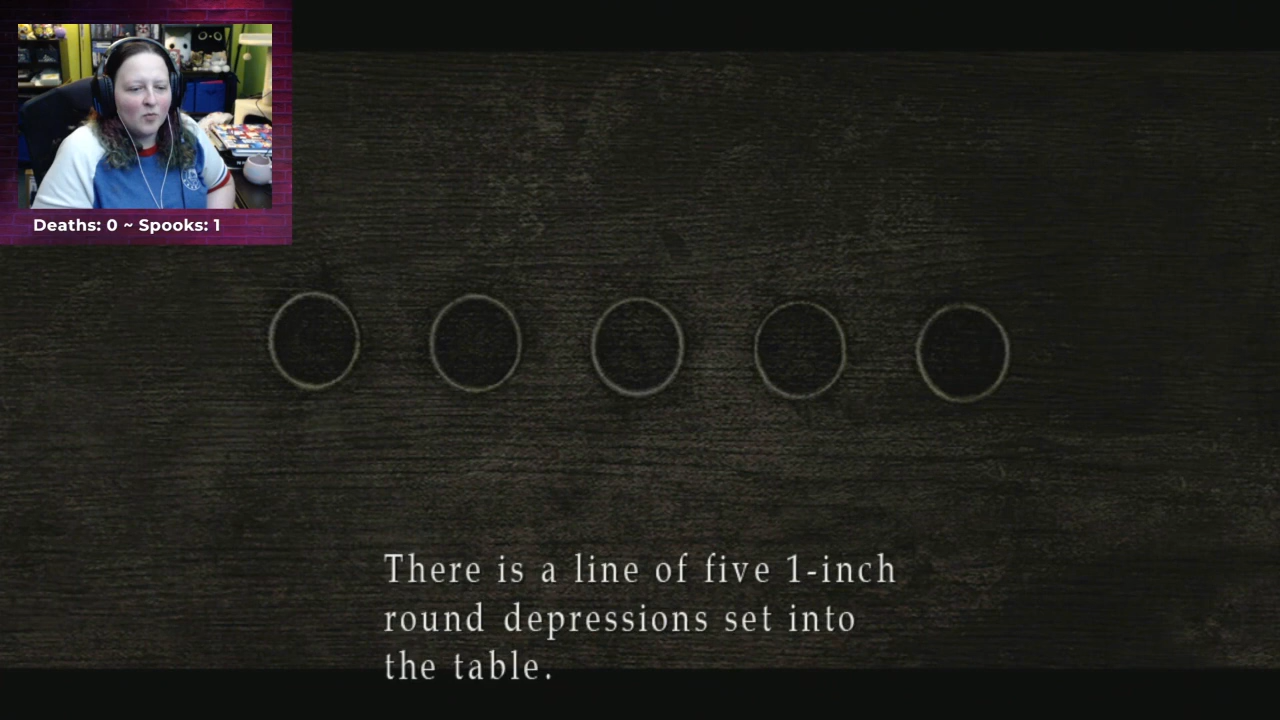 Deaths: 0 ~ Spooks: 1
There is a line of five 1-inch
round depressions set into
the table.